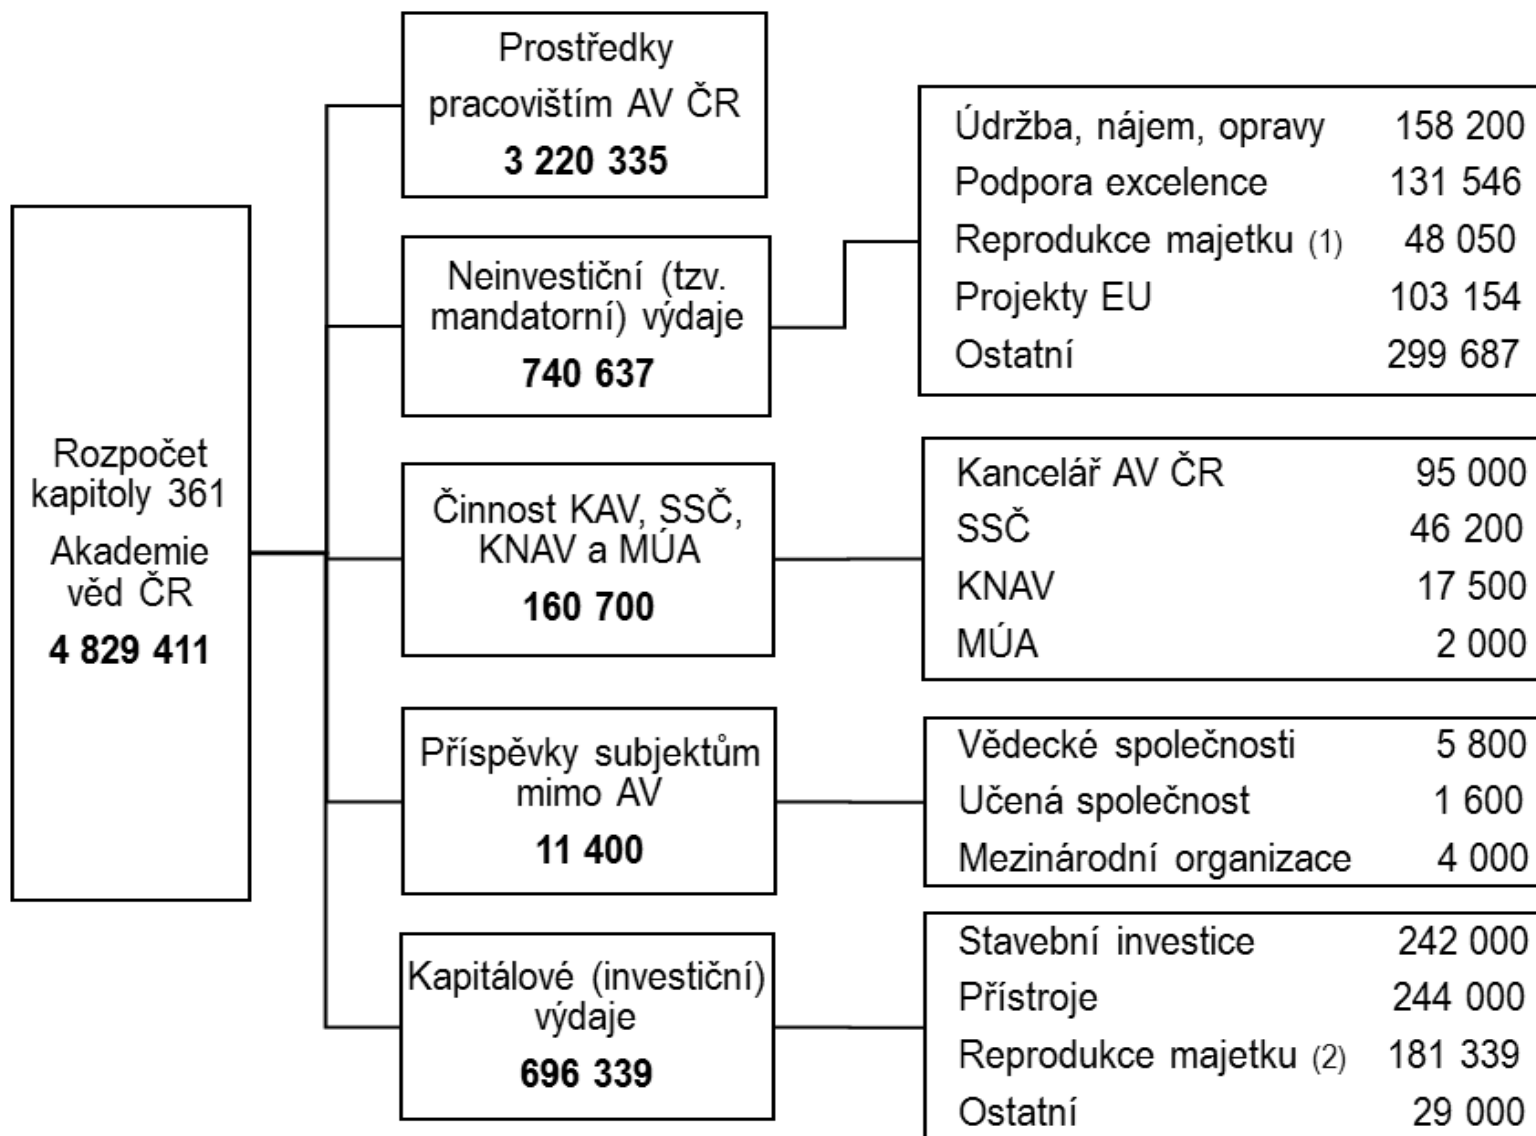 Rozpočet
kapitoly 361
Akademie
věd ČR
4 829 411
Prostředky
pracovištím AV ČR
3 220 335
Neinvestiční (tzv.
mandatorní) výdaje
740 637
Údržba, nájem, opravy 158 200
Podpora excelence 131 546
Reprodukce majetku (1) 48 050
Projekty EU 103 154
Ostatní 299 687
Činnost KAV, SSČ,
KNAV a MÚA
160 700
Kancelář AV ČR 95 000
SSČ 46 200
KNAV 17 500
MÚA 2 000
Příspěvky subjektům
mimo AV
11 400
Vědecké společnosti 5 800
Učená společnost 1 600
Mezinárodní organizace 4 000
Kapitálové (investiční)
výdaje
696 339
Stavební investice 242 000
Přístroje 244 000
Reprodukce majetku (2) 181 339
Ostatní 29 000